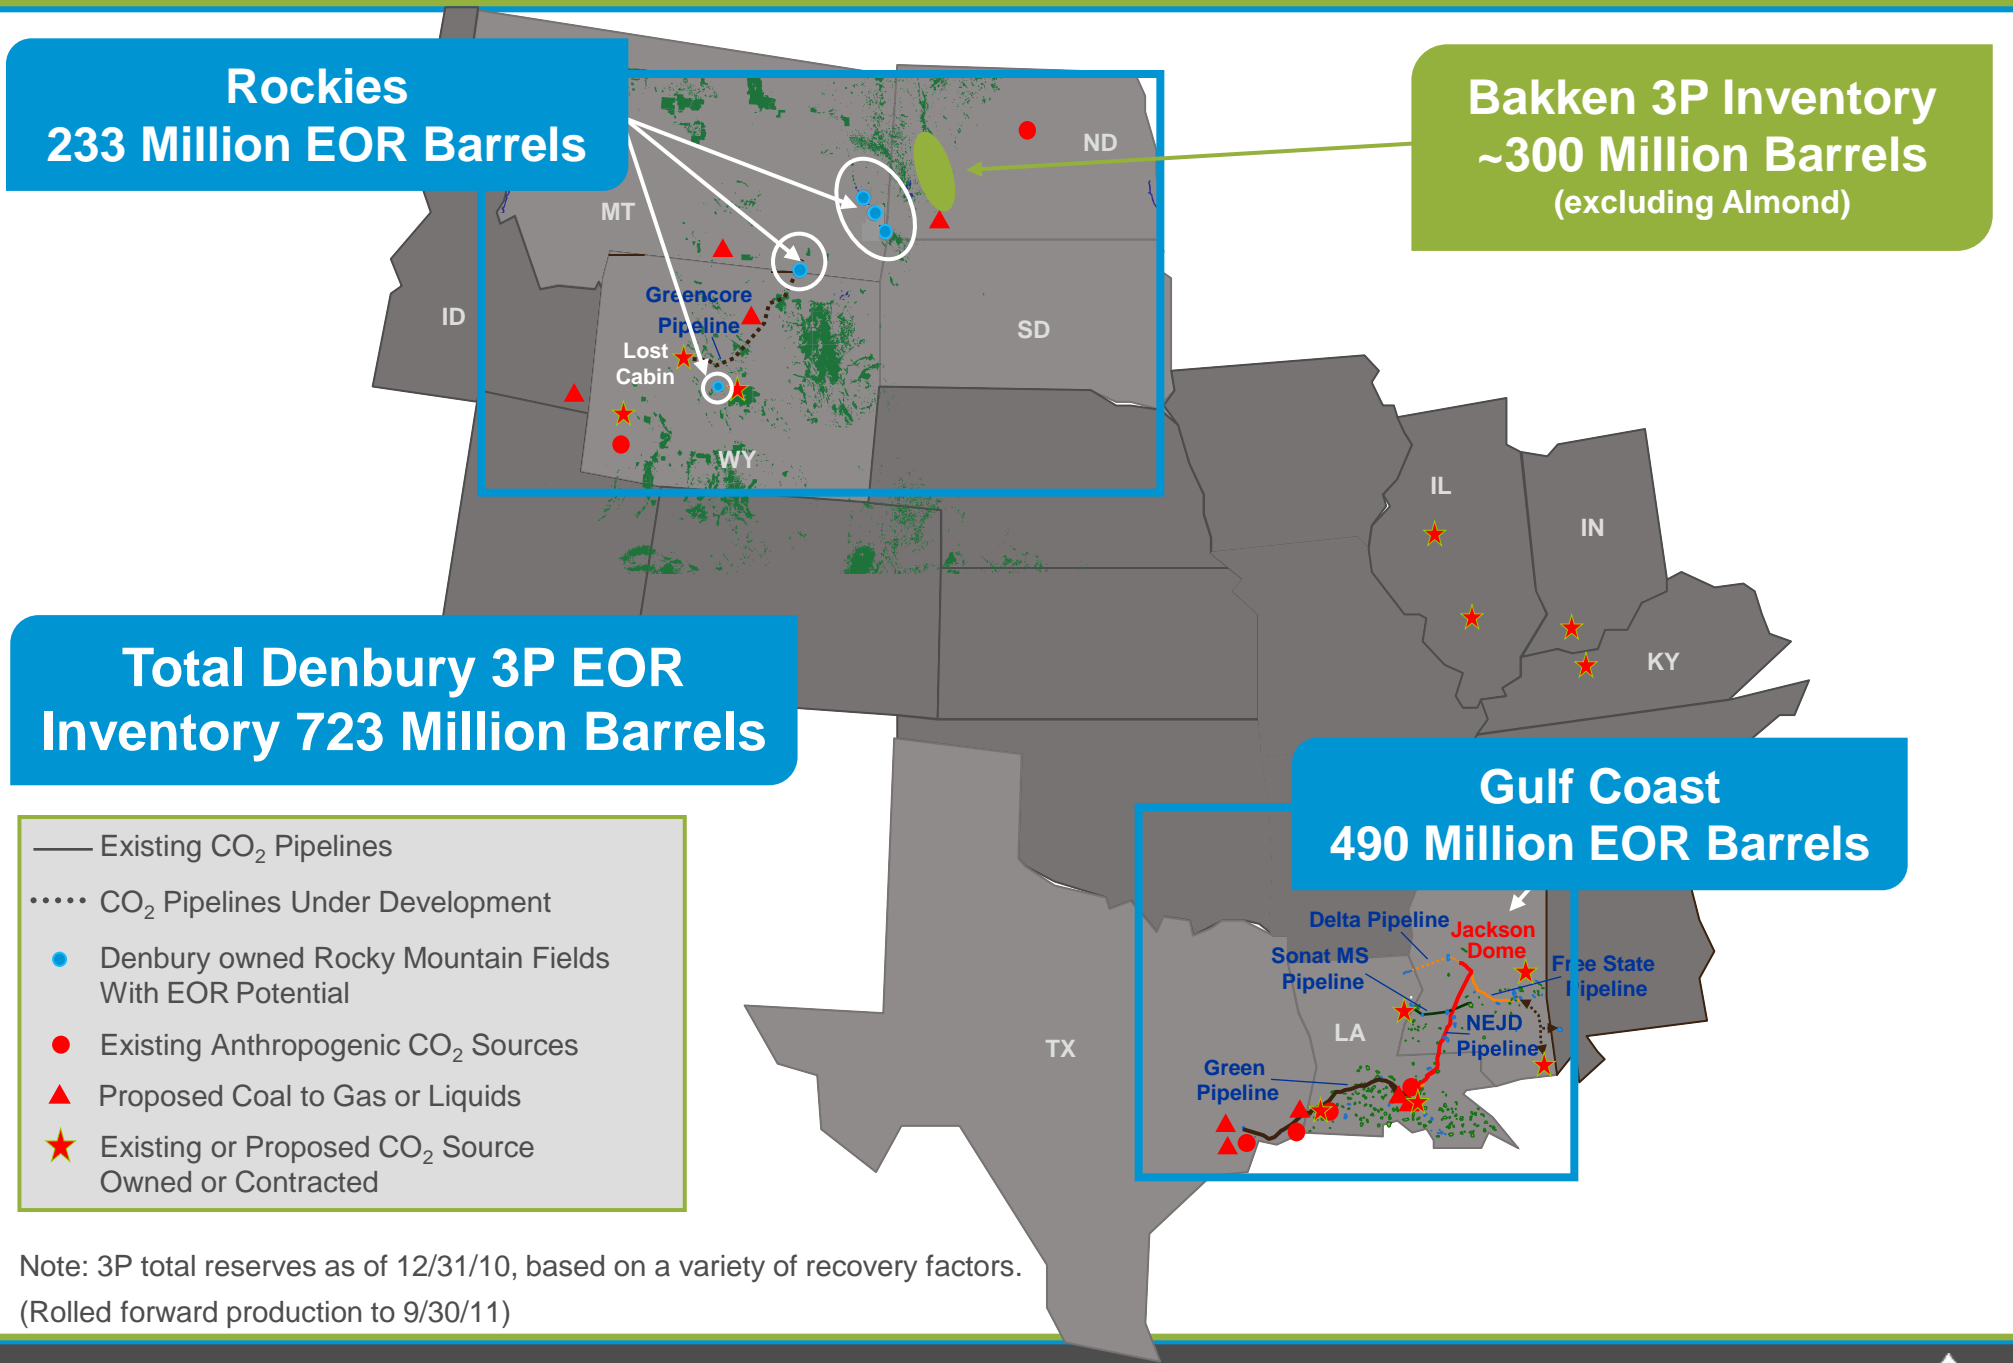 Rockies
233 Million EOR Barrels
Bakken 3P Inventory
~300 Million Barrels
(excluding Almond)
ND
MT
Greencore
Pipeline
ID
SD
Lost
Cabin
WY
IL
IN
KY
Total Denbury 3P EOR
Inventory 723 Million Barrels
Gulf Coast
490 Million EOR Barrels
Existing CO₂ Pipelines
CO₂ Pipelines Under Development
Denbury owned Rocky Mountain Fields
With EOR Potential
Existing Anthropogenic CO₂ Sources
Proposed Coal to Gas or Liquids
Existing or Proposed CO₂ Source
Owned or Contracted
Delta Pipeline
Jackson
Dome
Sonat MS
Pipeline
Free State
Pipeline
NEJD
Pipeline
LA
TX
Green
Pipeline
Note: 3P total reserves as of 12/31/10, based on a variety of recovery factors.
(Rolled forward production to 9/30/11)